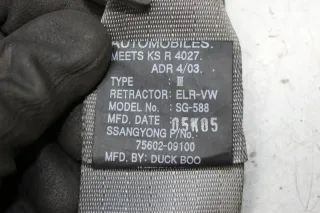 AUTOMOBILES.
MEETS KS R 4027.
ADR 4/03.
TYPE : Ⅲ
RETRACTOR: ELR-VW
MODEL No. : SG-588
MFD. DATE 05K05
SSANGYONG P/No.
75602-09100
MFD. BY: DUCK BOO